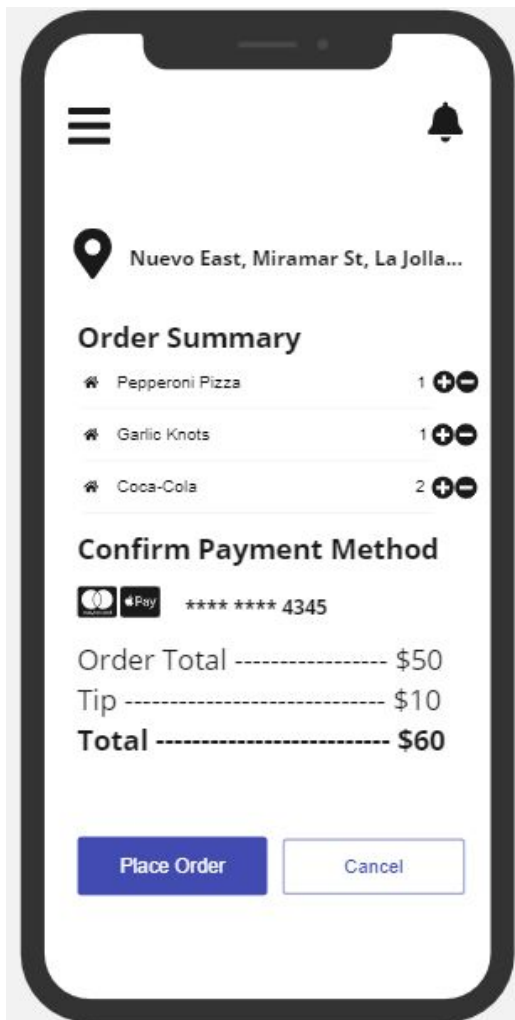 Nuevo East, Miramar St, La Jolla...
Order Summary
Pepperoni Pizza 1
Garlic Knots 1
Coca-Cola 2
Confirm Payment Method
Pay **** **** 4345
Order Total ----------------- $50
Tip ----------------------------- $10
Total -------------------------- $60
Place Order Cancel